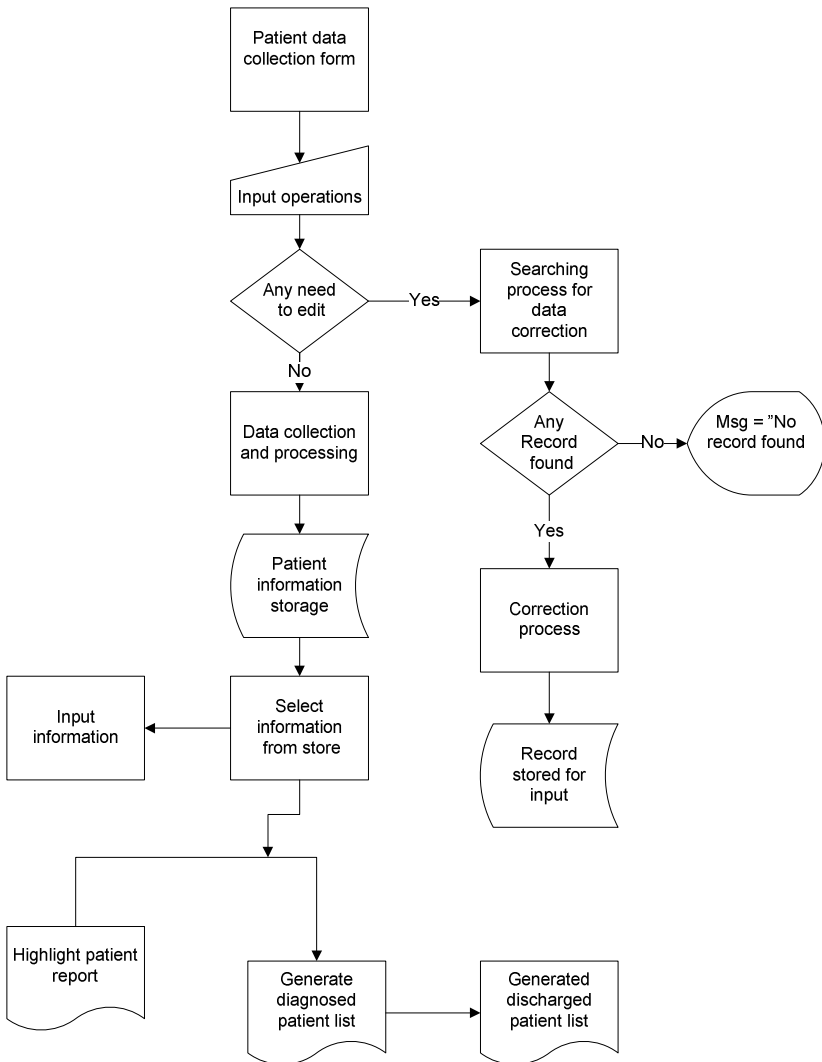 Patient data
collection form
Input operations
Any need
to edit
Yes
Searching
process for
data
correction
No
Data collection
and processing
Any
Record
found
No
Msg = ”No
record found
Yes
Patient
information
storage
Correction
process
Input
information
Select
information
from store
Record
stored for
input
Highlight patient
report
Generate
diagnosed
patient list
Generated
discharged
patient list